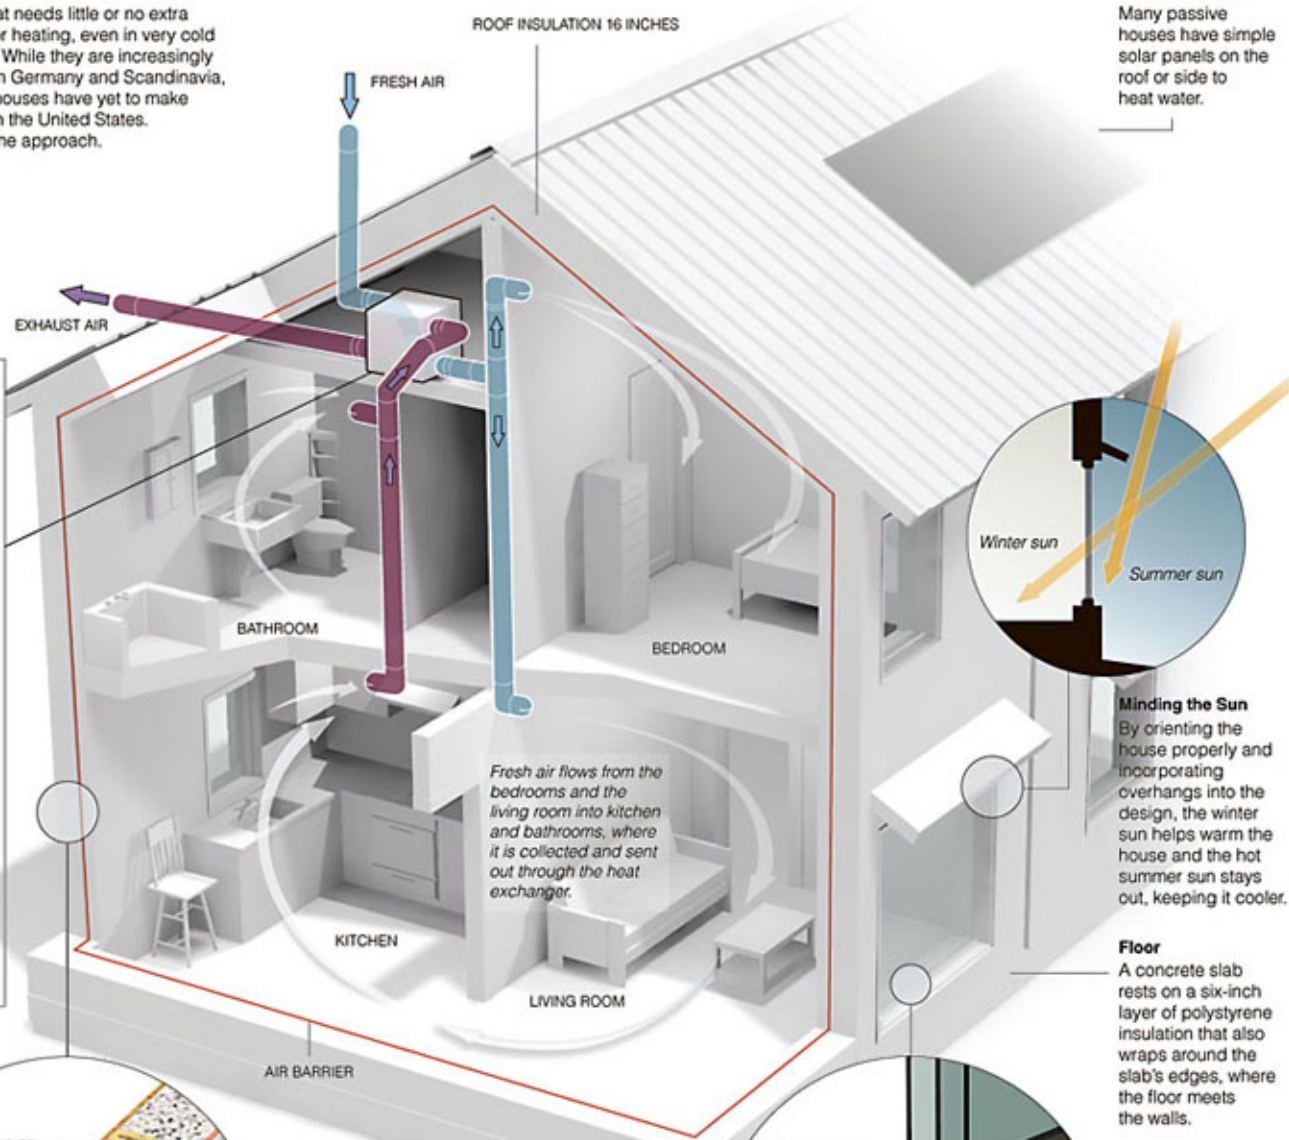 at needs little or no extra
r heating, even in very cold
While they are increasingly
n Germany and Scandinavia,
ouses have yet to make
n the United States.
ne approach.
ROOF INSULATION 16 INCHES
FRESH AIR
Many passive
houses have simple
solar panels on the
roof or side to
heat water.
EXHAUST AIR
Winter sun
Summer sun
BATHROOM
BEDROOM
Minding the Sun
By orienting the
house properly and
incorporating
overhangs into the
design, the winter
sun helps warm the
house and the hot
summer sun stays
out, keeping it cooler.
Fresh air flows from the
bedrooms and the
living room into kitchen
and bathrooms, where
it is collected and sent
out through the heat
exchanger.
KITCHEN
LIVING ROOM
Floor
A concrete slab
rests on a six-inch
layer of polystyrene
insulation that also
wraps around the
slab's edges, where
the floor meets
the walls.
AIR BARRIER